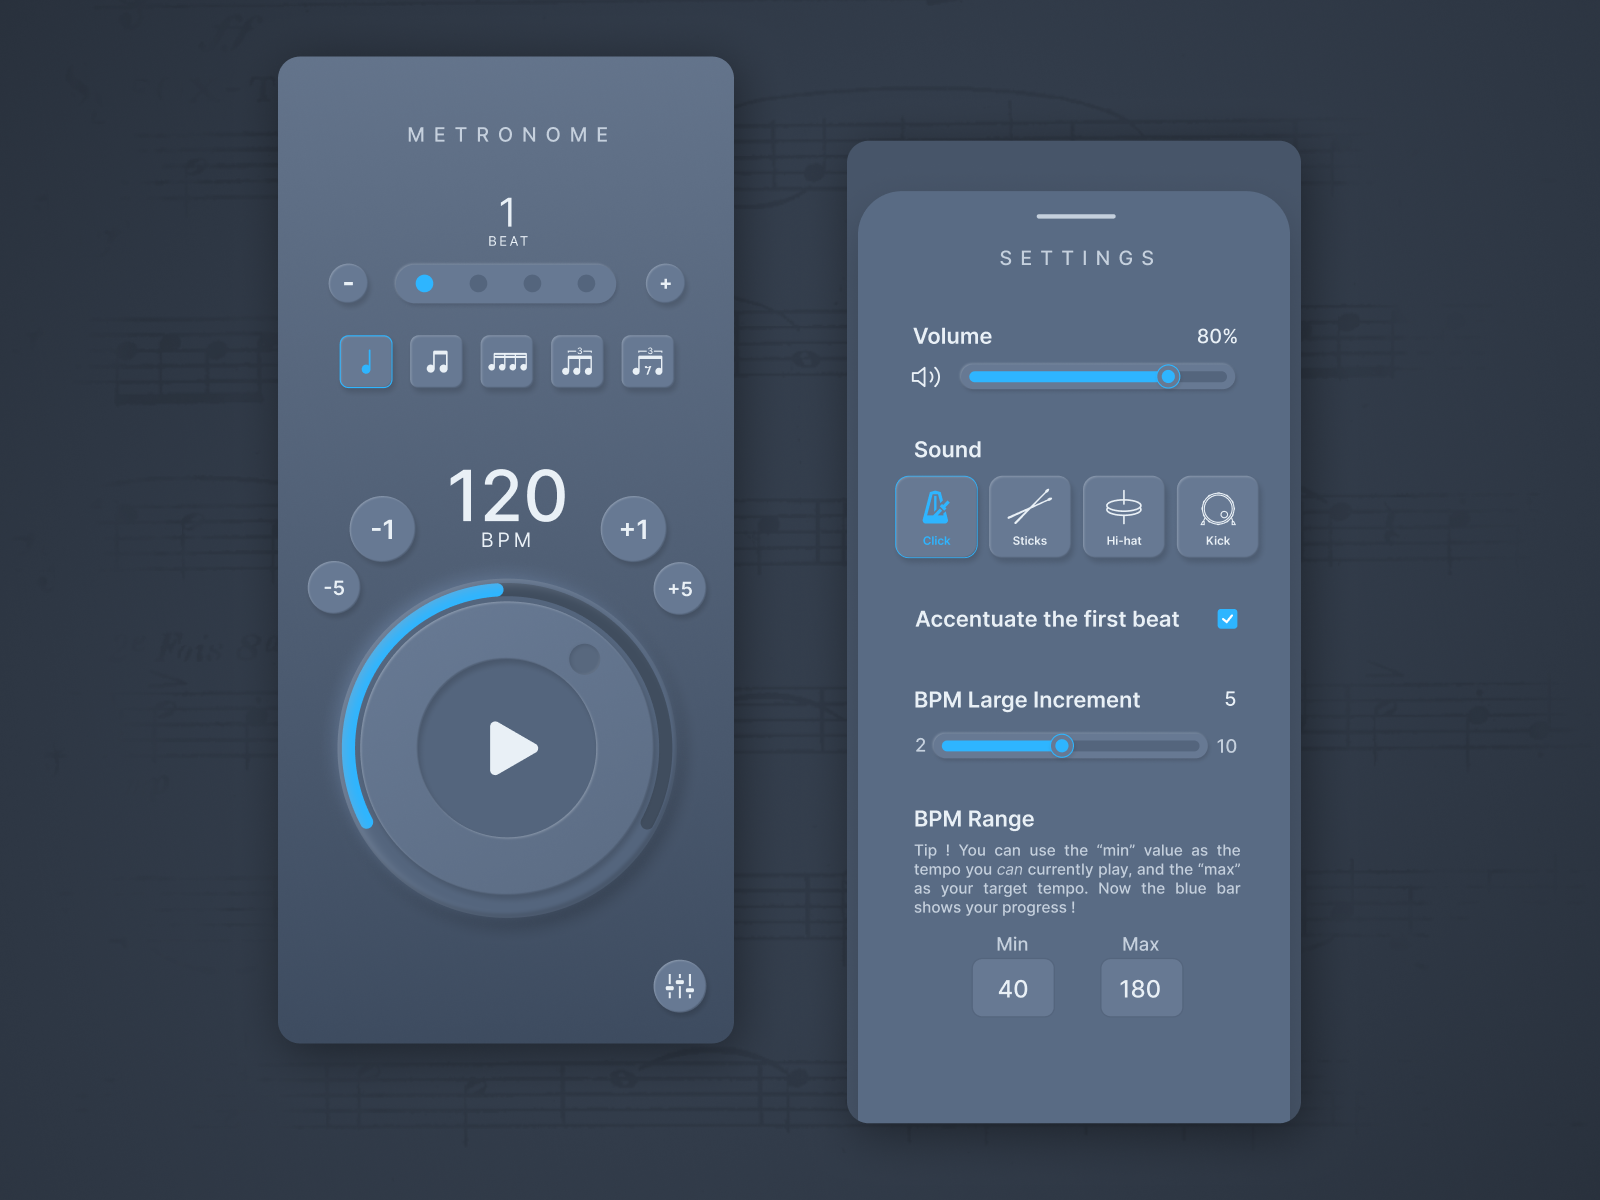 METRONOME
1
BEAT
-
+
3
3
120
BPM
-1
+1
-5
+5
SETTINGS
Volume
80%
Sound
Click
Sticks
Hi-hat
Kick
Accentuate the first beat
BPM Large Increment
5
2
10
BPM Range
Tip ! You can use the “min” value as the
tempo you can currently play, and the “max”
as your target tempo. Now the blue bar
shows your progress !
Min
Max
40
180